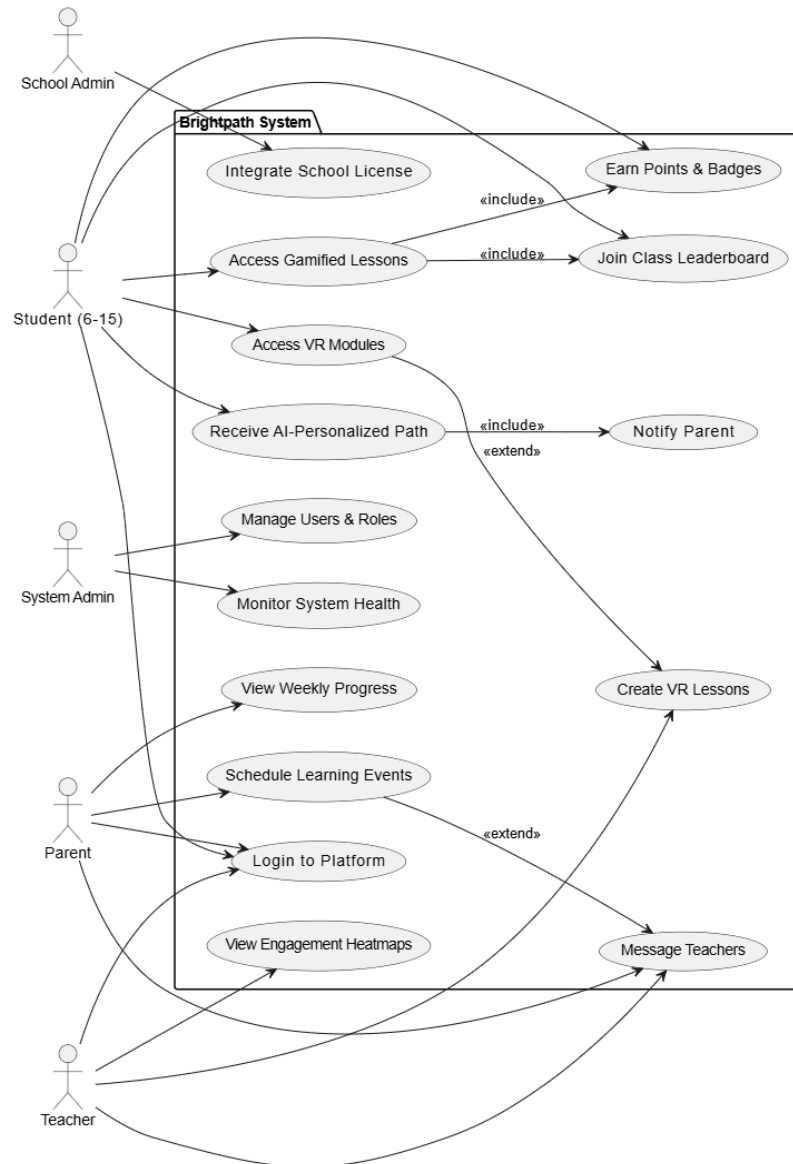 School Admin
Brightpath System
Integrate School License
Earn Points & Badges
«include»
Access Gamified Lessons
«include»
Join Class Leaderboard
Student (6-15)
Access VR Modules
Receive AI-Personalized Path
«include»
Notify Parent
«extend»
Manage Users & Roles
System Admin
Monitor System Health
View Weekly Progress
Create VR Lessons
Schedule Learning Events
Parent
«extend»
Login to Platform
View Engagement Heatmaps
Message Teachers
Teacher